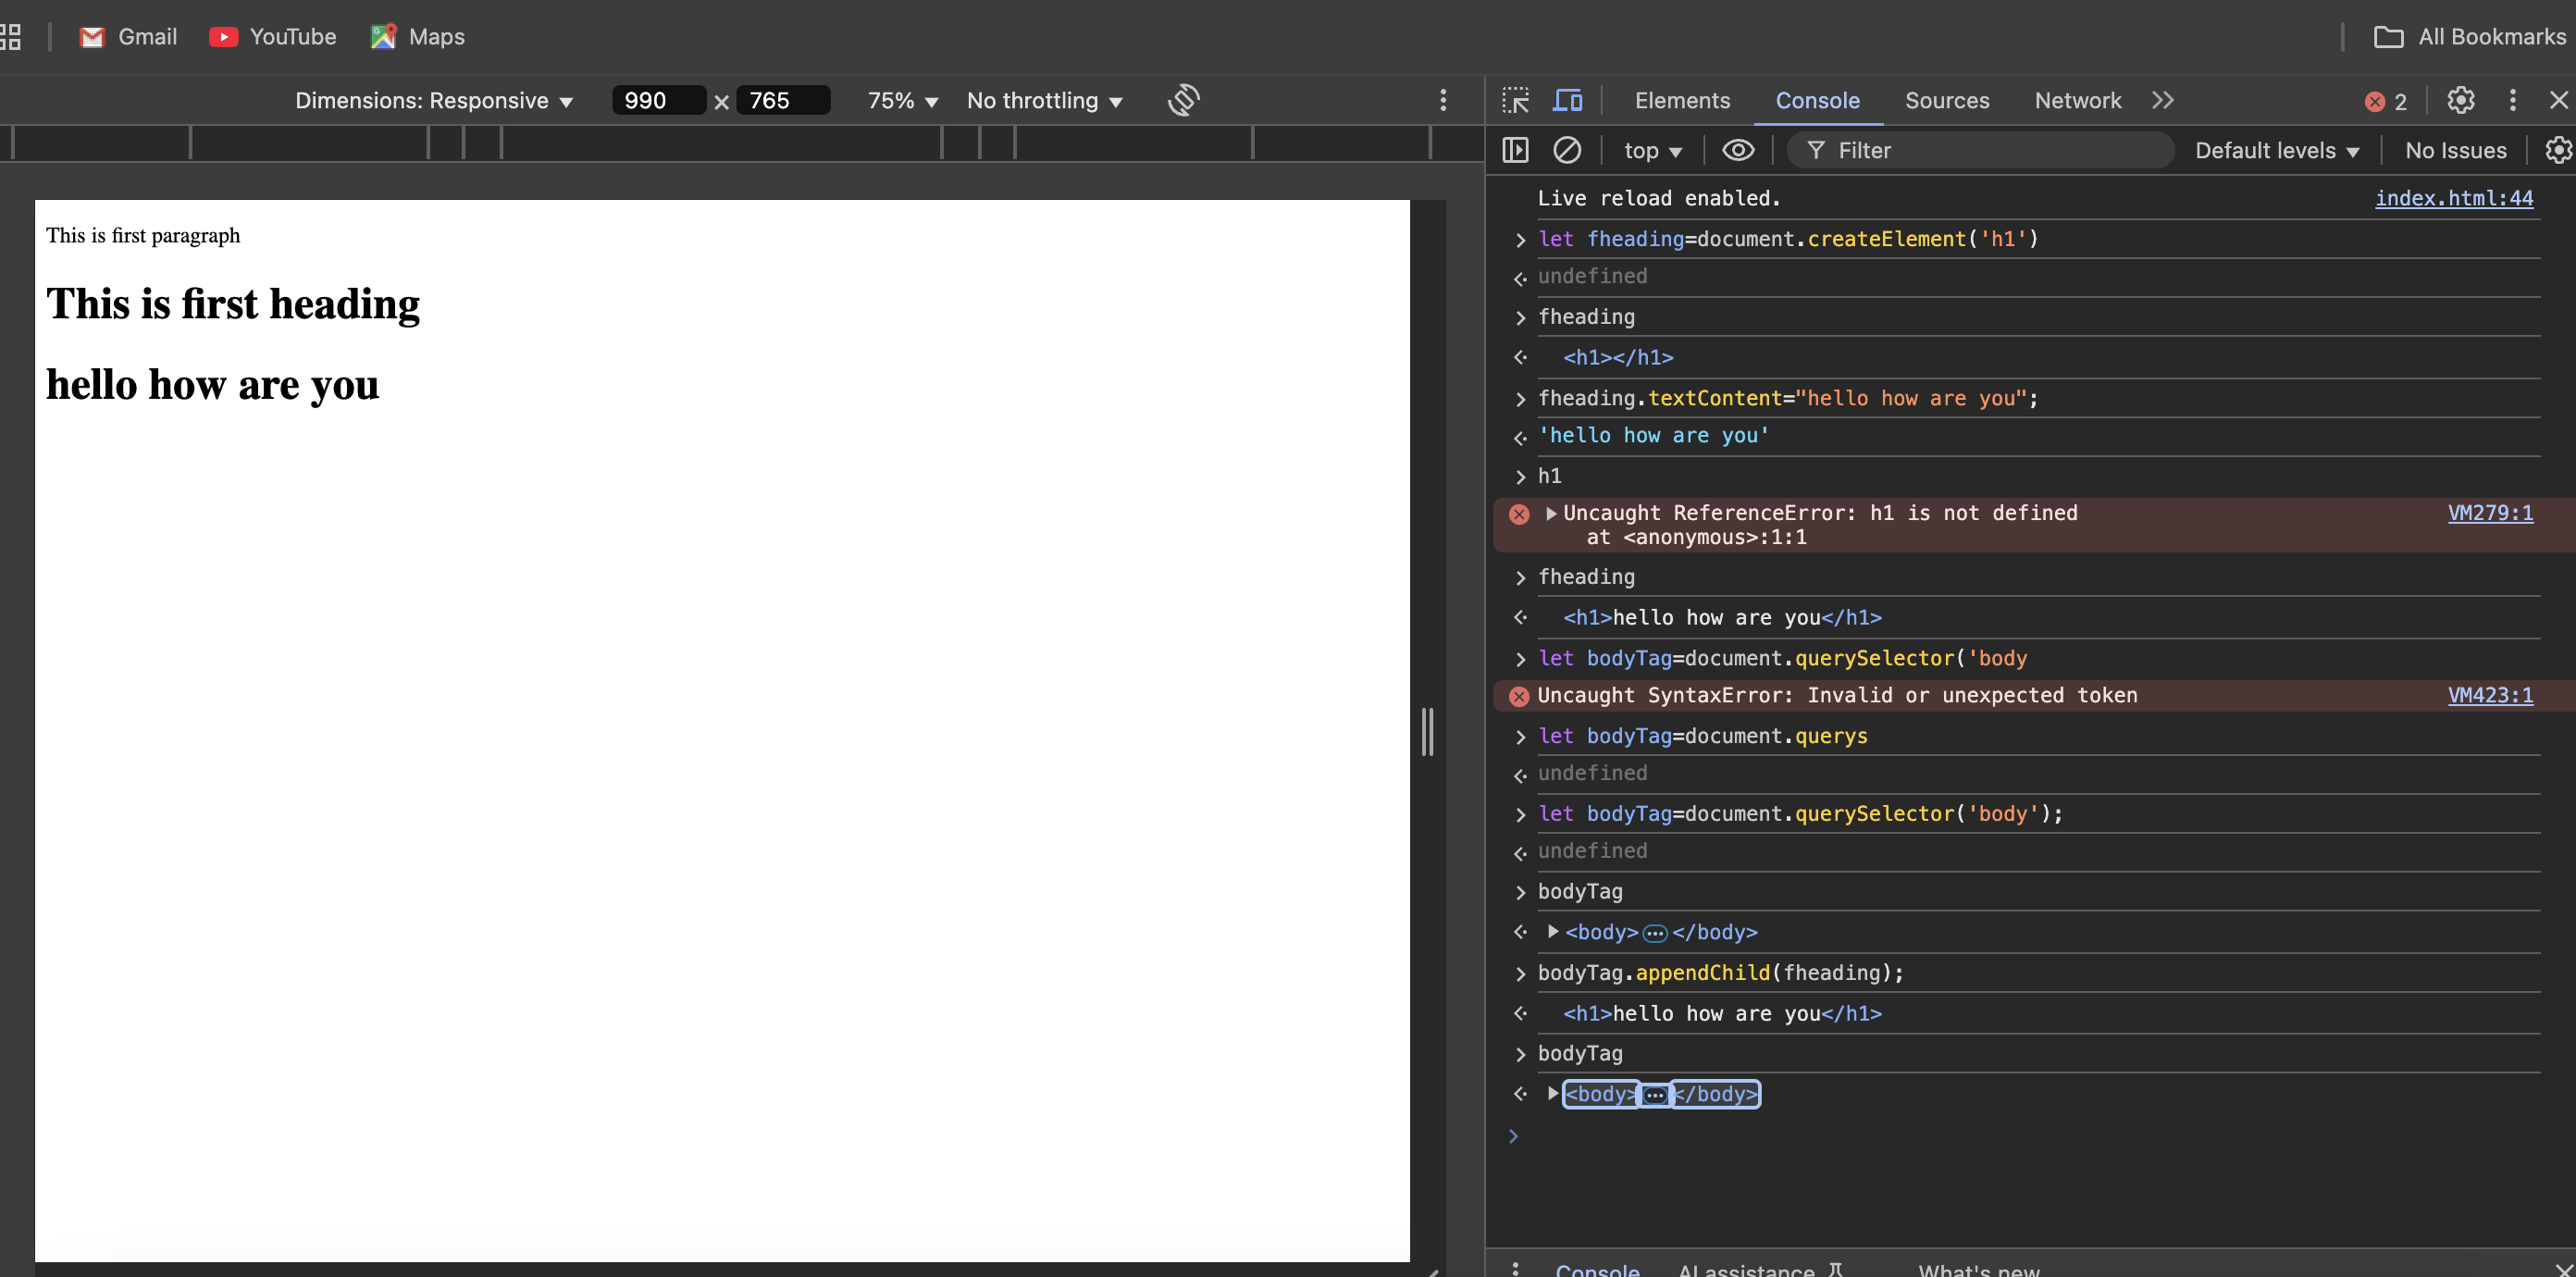 Gmail YouTube Maps All Bookmarks
Dimensions: Responsive 990 x 765 75% No throttling
Elements Console Sources Network 2
top Filter Default levels No Issues
This is first paragraph
This is first heading
hello how are you
Live reload enabled. index.html:44
let fheading=document.createElement('h1')
undefined
fheading
<h1></h1>
fheading.textContent="hello how are you";
'hello how are you'
h1
Uncaught ReferenceError: h1 is not defined VM279:1
at <anonymous>:1:1
fheading
<h1>hello how are you</h1>
let bodyTag=document.querySelector('body
Uncaught SyntaxError: Invalid or unexpected token VM423:1
let bodyTag=document.querys
undefined
let bodyTag=document.querySelector('body');
undefined
bodyTag
<body>…</body>
bodyTag.appendChild(fheading);
<h1>hello how are you</h1>
bodyTag
<body>…</body>
Console AI assistance What's new